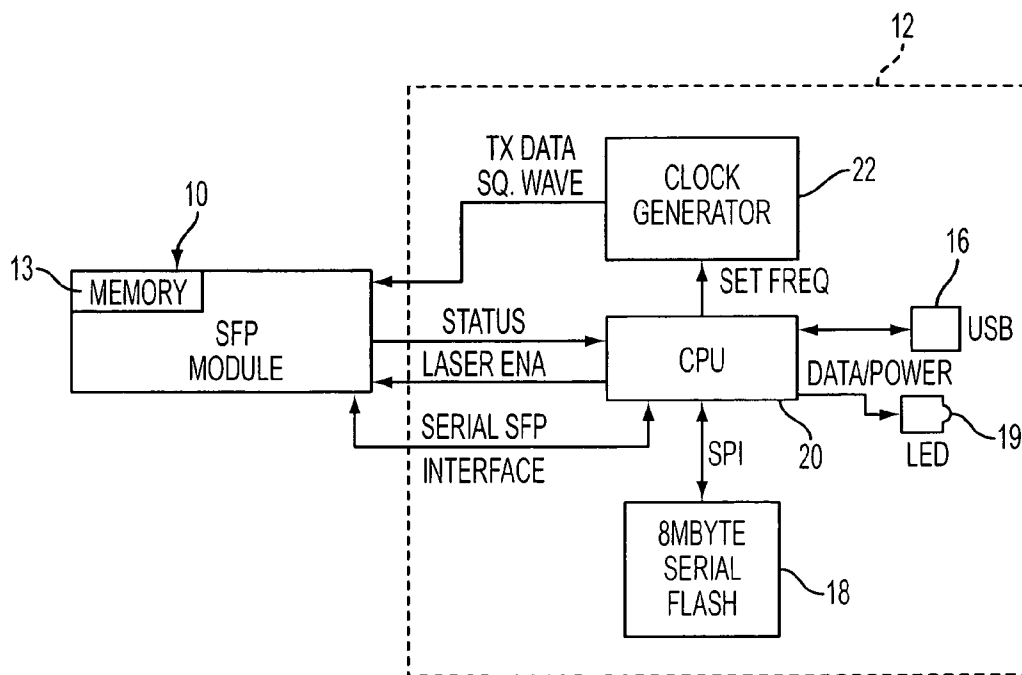 12
TX DATA
SQ. WAVE
CLOCK
GENERATOR
22
10
13
MEMORY
SFP
MODULE
SET FREQ
16
USB
STATUS
LASER ENA
CPU
DATA/POWER
SERIAL SFP
INTERFACE
SPI
20
LED
19
8MBYTE
SERIAL
FLASH
18